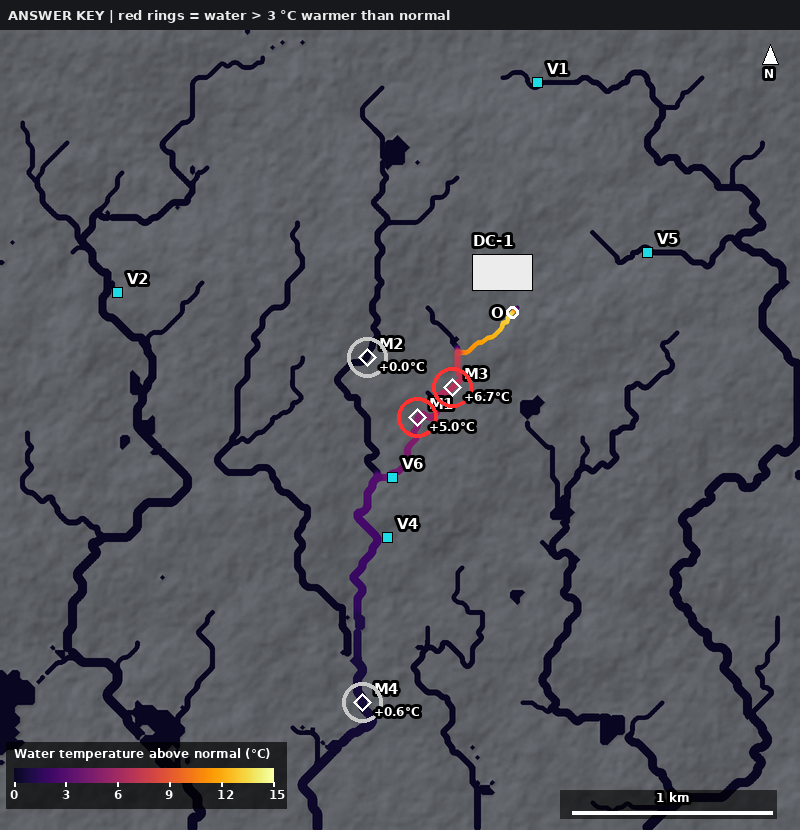 ANSWER KEY | red rings = water > 3 °C warmer than normal
V1
N
DC-1
V5
V2
O
M2
+0.0°C
M3
+6.7°C
M1
+5.0°C
V6
V4
M4
+0.6°C
Water temperature above normal (°C)
0 3 6 9 12 15
1 km